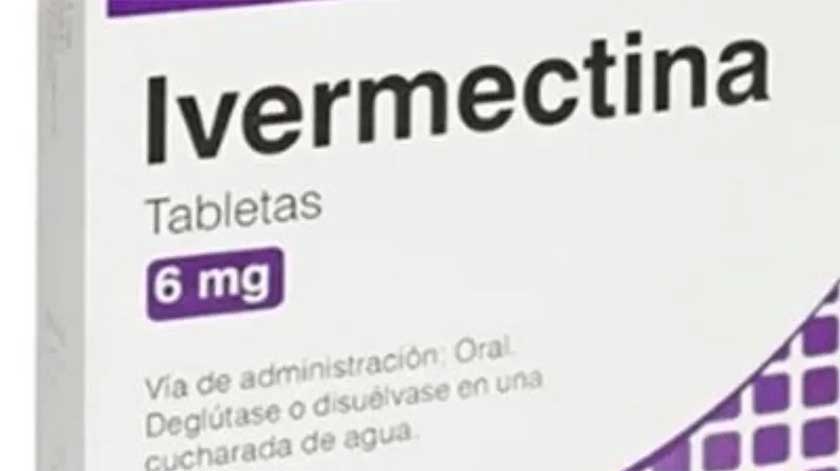 Ivermectina
Tabletas
6 mg
Vía de administración: Oral.
Deglútase o disuélvase en una
cucharada de agua.